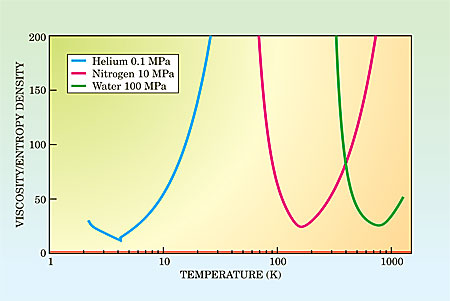 200
150
100
50
0
VISCOSITY/ENTROPY DENSITY
Helium 0.1 MPa
Nitrogen 10 MPa
Water 100 MPa
1 10 100 1000
TEMPERATURE (K)